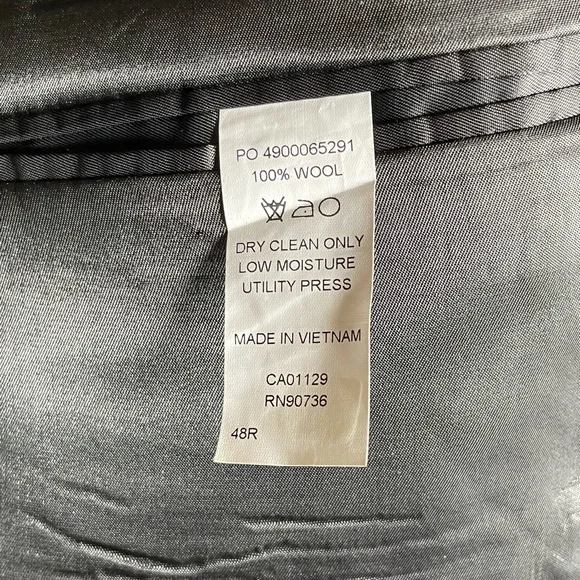 PO 4900065291
100% WOOL
DRY CLEAN ONLY
LOW MOISTURE
UTILITY PRESS
MADE IN VIETNAM
CA01129
RN90736
48R